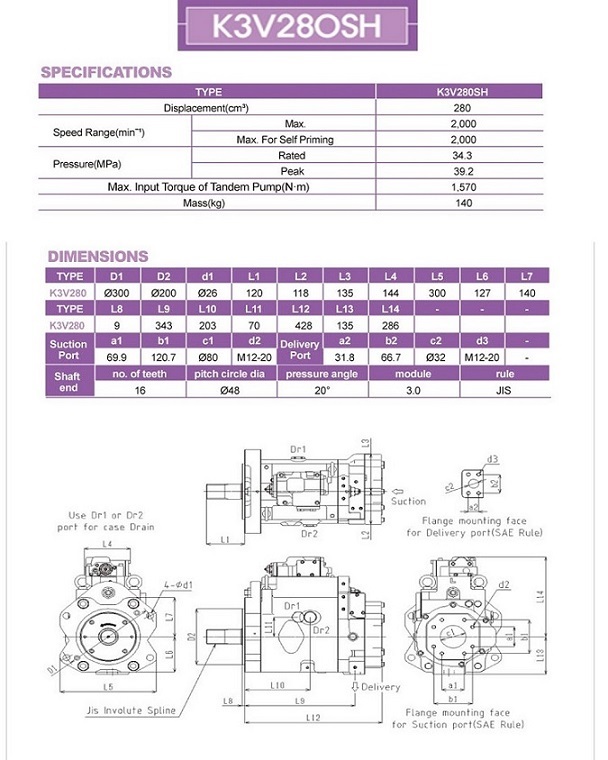 K3V280SH
SPECIFICATIONS
TYPE K3V280SH
Displacement(cm³) 280
Speed Range(min⁻¹) Max. 2,000
Max. For Self Priming 2,000
Pressure(MPa) Rated 34.3
Peak 39.2
Max. Input Torque of Tandem Pump(N·m) 1,570
Mass(kg) 140
DIMENSIONS
TYPE D1 D2 d1 L1 L2 L3 L4 L5 L6 L7
K3V280 Ø300 Ø200 Ø26 120 118 135 144 300 127 140
TYPE L8 L9 L10 L11 L12 L13 L14 - - -
K3V280 9 343 203 70 428 135 286
Suction Port a1 b1 c1 d2 Delivery Port a2 b2 c2 d3 -
69.9 120.7 Ø80 M12-20 31.8 66.7 Ø32 M12-20 -
Shaft end no. of teeth pitch circle dia pressure angle module rule
16 Ø48 20° 3.0 JIS
Dr1
L3
Suction
Dr2
L2
L1
d3
c2
b2
a2
Flange mounting face
for Delivery port(SAE Rule)
Use Dr1 or Dr2
port for case Drain
L4
4-Ød1
L7
L6
D1
L5
Jis Involute Spline
D2
Dr1
L11
Dr2
L10
Delivery
L8
L9
L12
d2
L14
c1
a1
b1
L13
a1
b1
Flange mounting face
for Suction port(SAE Rule)